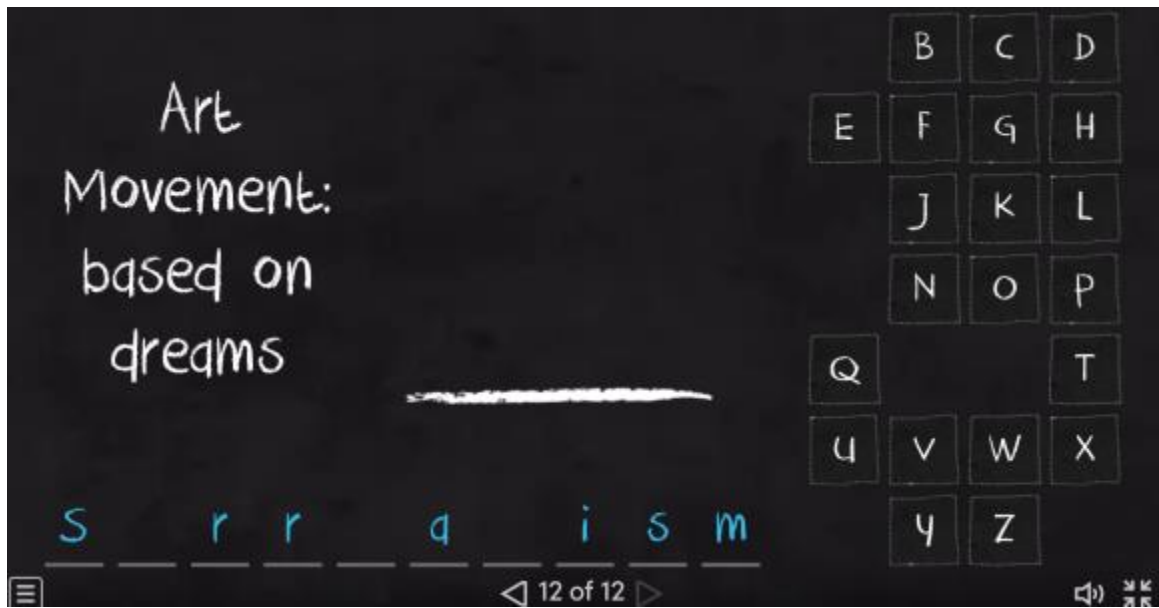 B C D
Art
Movement:
based on
dreams
E F G H
J K L
N O P
Q T
U V W X
Y Z
S _ r r _ a _ i s m
12 of 12